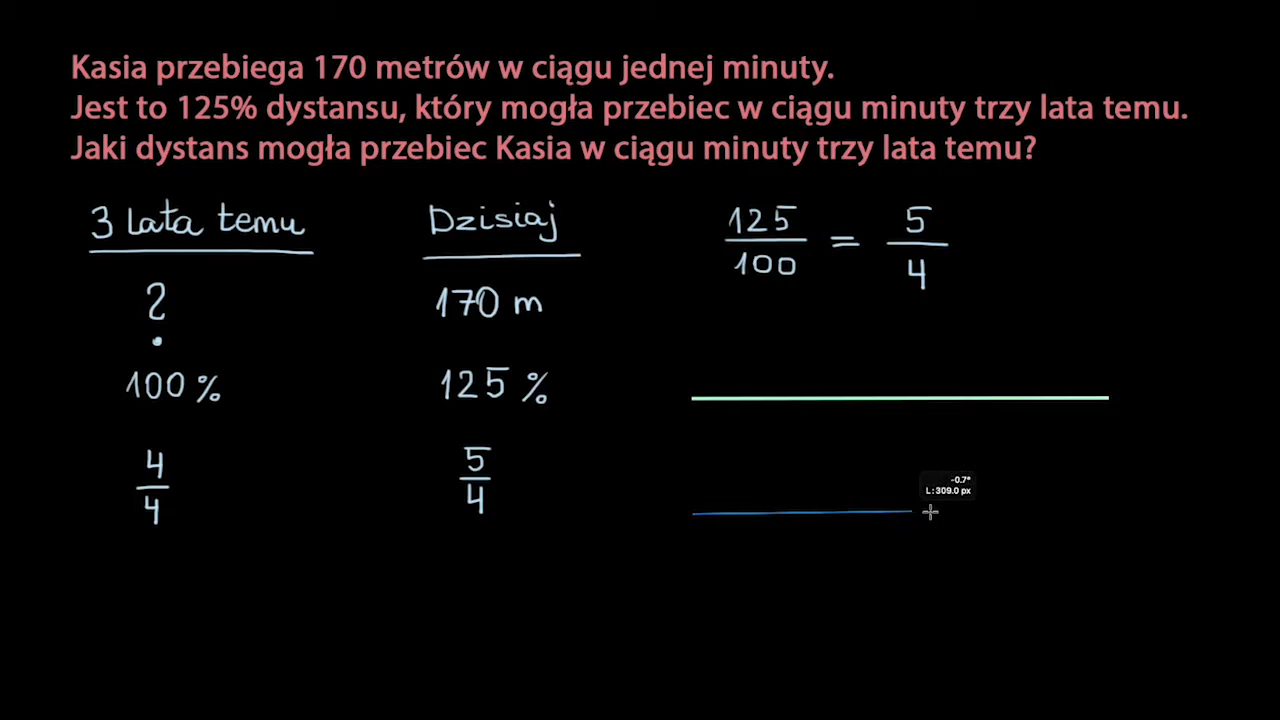 Kasia przebiega 170 metrów w ciągu jednej minuty.
Jest to 125% dystansu, który mogła przebiec w ciągu minuty trzy lata temu.
Jaki dystans mogła przebiec Kasia w ciągu minuty trzy lata temu?
3 lata temu Dzisiaj 125/100 = 5/4
? 170 m
100% 125%
4/4 5/4
-0.7°
L: 309.0 px